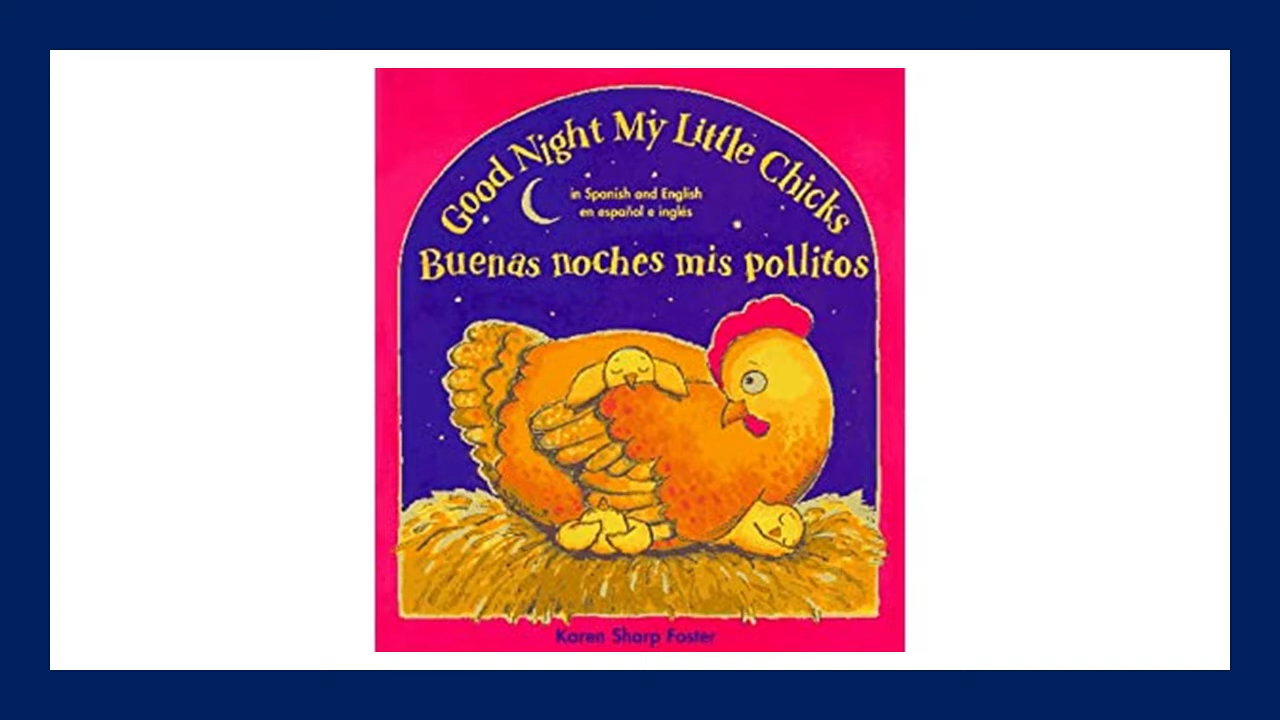 Good Night My Little Chicks
in Spanish and English
en español e inglés
Buenas noches mis pollitos
Karen Sharp Foster